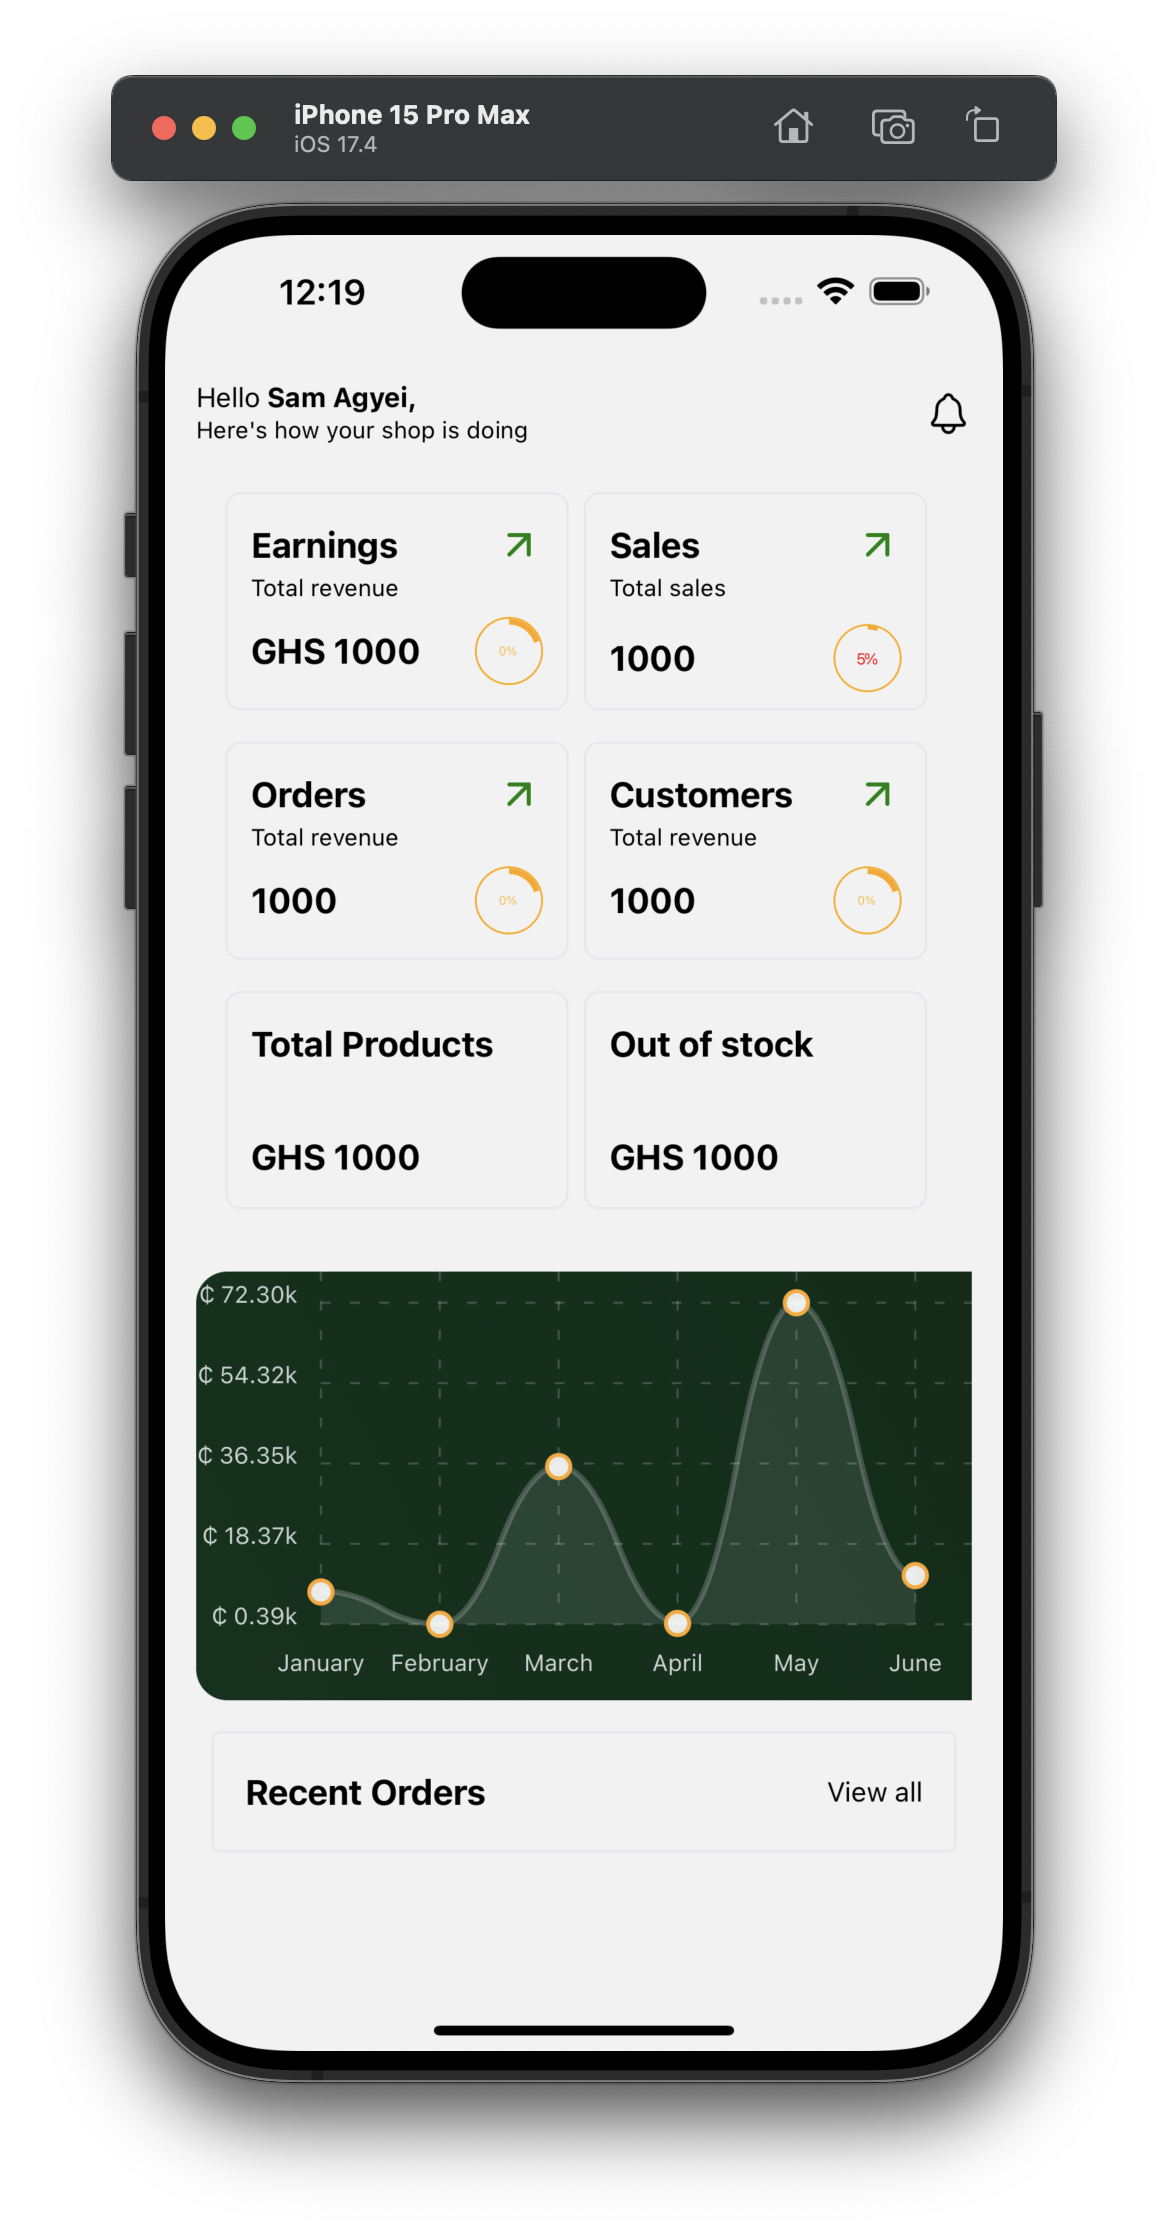 iPhone 15 Pro Max
iOS 17.4
12:19
Hello Sam Agyei,
Here's how your shop is doing
Earnings
Total revenue
GHS 1000
0%
Sales
Total sales
1000
5%
Orders
Total revenue
1000
0%
Customers
Total revenue
1000
0%
Total Products
GHS 1000
Out of stock
GHS 1000
₵ 72.30k
₵ 54.32k
₵ 36.35k
₵ 18.37k
₵ 0.39k
January February March April May June
Recent Orders View all